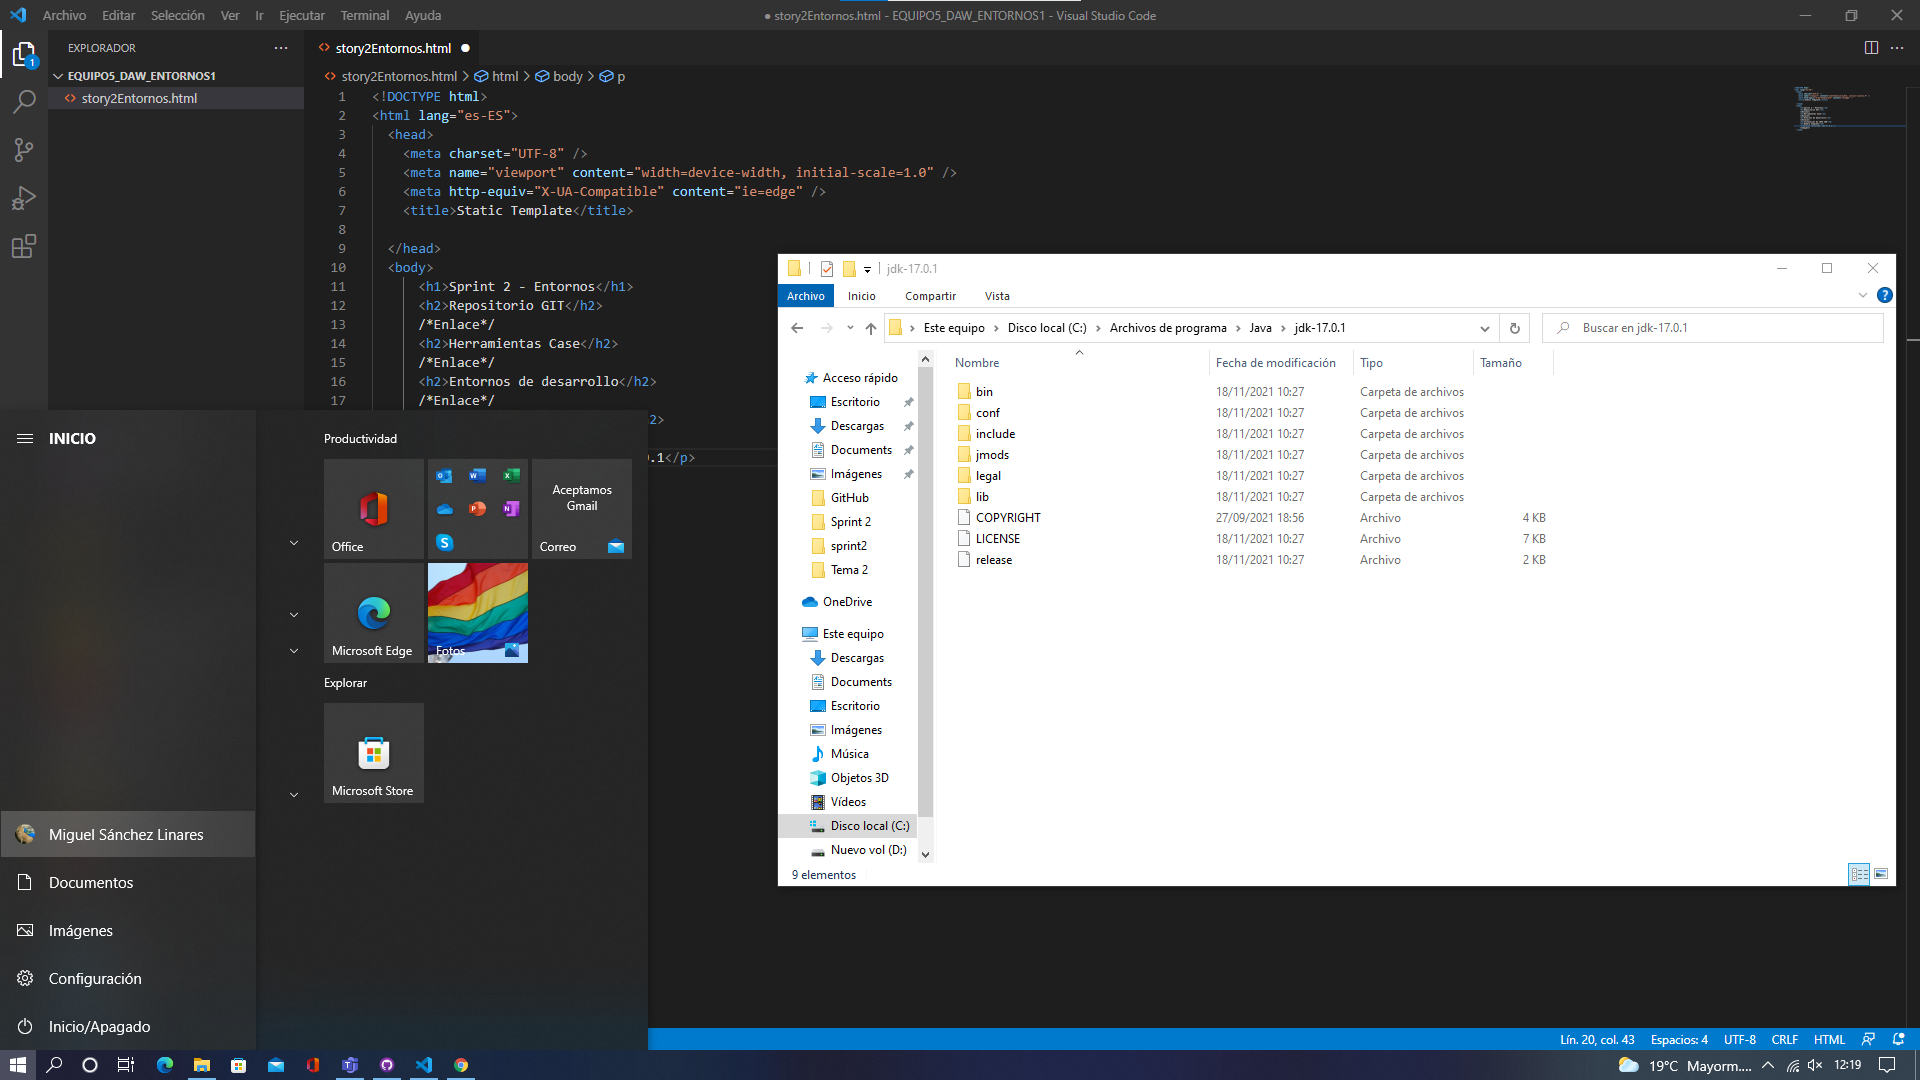 Archivo Editar Selección Ver Ir Ejecutar Terminal Ayuda
● story2Entornos.html - EQUIPO5_DAW_ENTORNOS1 - Visual Studio Code
EXPLORADOR
EQUIPO5_DAW_ENTORNOS1
story2Entornos.html
1
story2Entornos.html
story2Entornos.html > html > body > p
1 <!DOCTYPE html>
2 <html lang="es-ES">
3 <head>
4 <meta charset="UTF-8" />
5 <meta name="viewport" content="width=device-width, initial-scale=1.0" />
6 <meta http-equiv="X-UA-Compatible" content="ie=edge" />
7 <title>Static Template</title>
8
9 </head>
10 <body>
11 <h1>Sprint 2 - Entornos</h1>
12 <h2>Repositorio GIT</h2>
13 /*Enlace*/
14 <h2>Herramientas Case</h2>
15 /*Enlace*/
16 <h2>Entornos de desarrollo</h2>
17 /*Enlace*/
2>
.1</p>
INICIO
Miguel Sánchez Linares
Documentos
Imágenes
Configuración
Inicio/Apagado
Productividad
Office
Aceptamos
Gmail
Correo
Microsoft Edge
Fotos
Explorar
Microsoft Store
jdk-17.0.1
Archivo Inicio Compartir Vista
Este equipo > Disco local (C:) > Archivos de programa > Java > jdk-17.0.1
Buscar en jdk-17.0.1
Acceso rápido
Escritorio
Descargas
Documents
Imágenes
GitHub
Sprint 2
sprint2
Tema 2
OneDrive
Este equipo
Descargas
Documents
Escritorio
Imágenes
Música
Objetos 3D
Vídeos
Disco local (C:)
Nuevo vol (D:)
Nombre Fecha de modificación Tipo Tamaño
bin 18/11/2021 10:27 Carpeta de archivos
conf 18/11/2021 10:27 Carpeta de archivos
include 18/11/2021 10:27 Carpeta de archivos
jmods 18/11/2021 10:27 Carpeta de archivos
legal 18/11/2021 10:27 Carpeta de archivos
lib 18/11/2021 10:27 Carpeta de archivos
COPYRIGHT 27/09/2021 18:56 Archivo 4 KB
LICENSE 18/11/2021 10:27 Archivo 7 KB
release 18/11/2021 10:27 Archivo 2 KB
9 elementos
Lín. 20, col. 43 Espacios: 4 UTF-8 CRLF HTML
19°C Mayorm.... 12:19